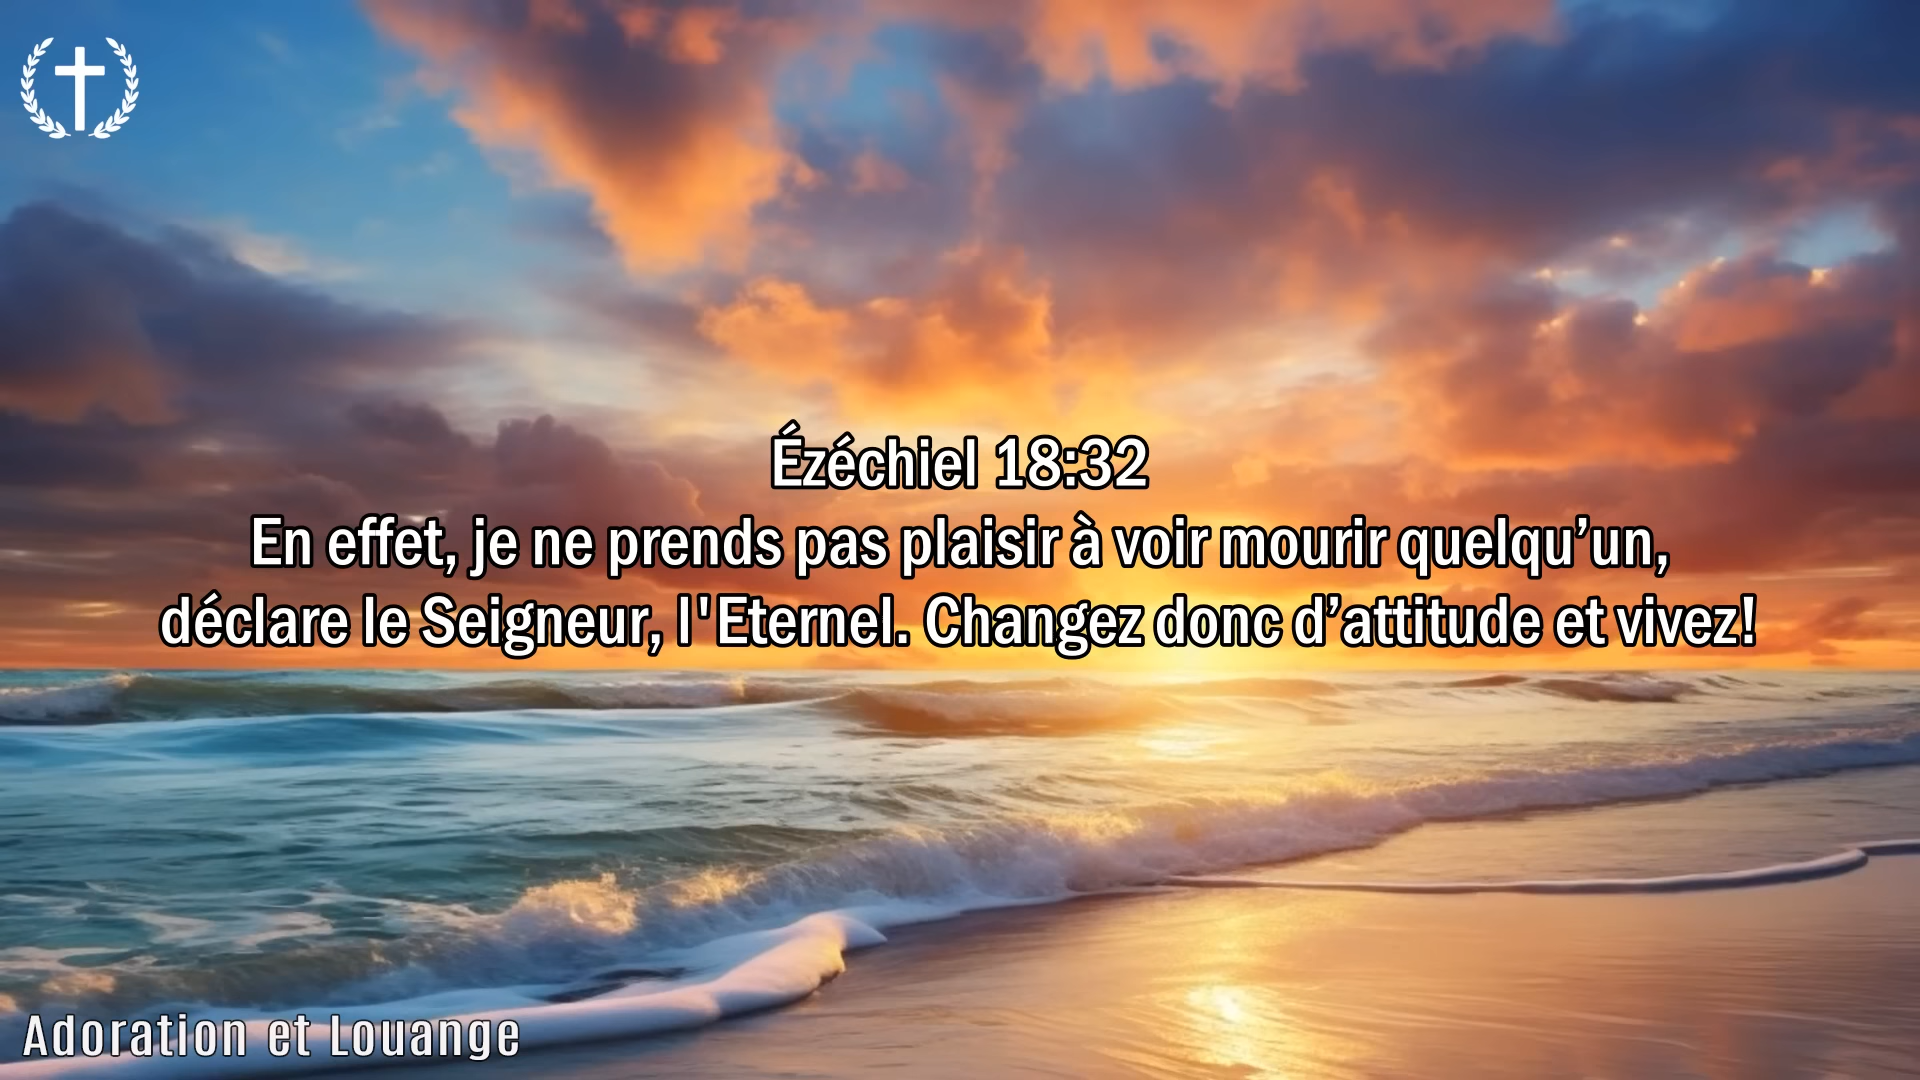 Ézéchiel 18:32
En effet, je ne prends pas plaisir à voir mourir quelqu’un,
déclare le Seigneur, l'Eternel. Changez donc d’attitude et vivez!
Adoration et Louange